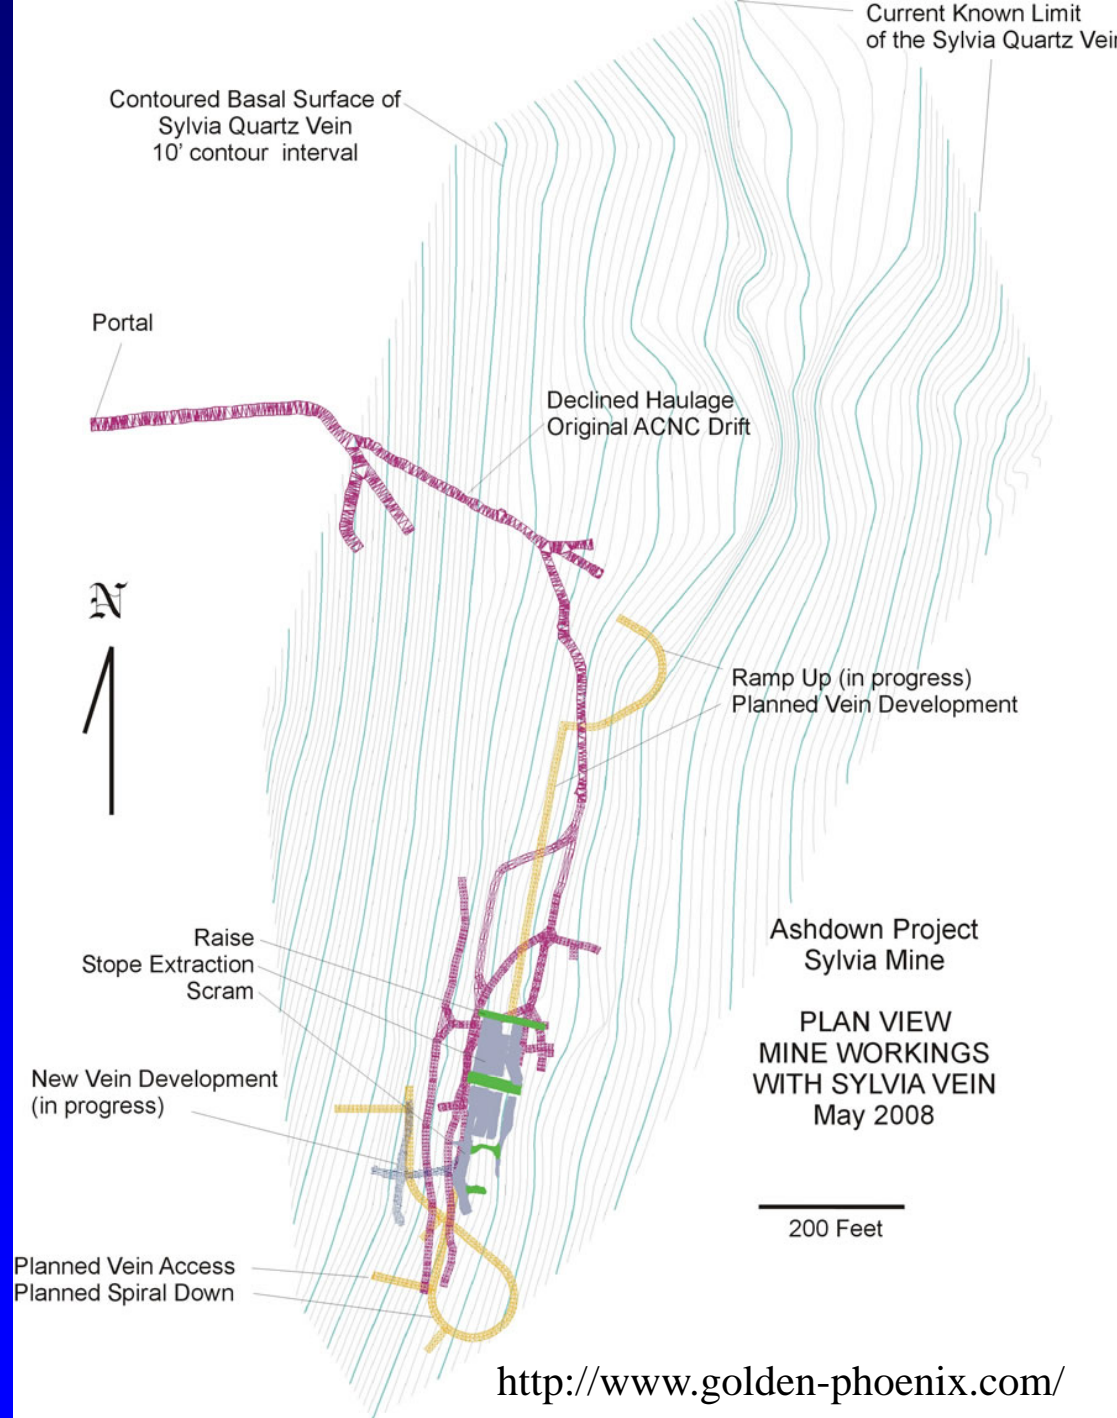 Current Known Limit
of the Sylvia Quartz Vein
Contoured Basal Surface of
Sylvia Quartz Vein
10' contour interval
Portal
Declined Haulage
Original ACNC Drift
N
Ramp Up (in progress)
Planned Vein Development
Raise
Stope Extraction
Scram
Ashdown Project
Sylvia Mine
PLAN VIEW
MINE WORKINGS
WITH SYLVIA VEIN
May 2008
New Vein Development
(in progress)
200 Feet
Planned Vein Access
Planned Spiral Down
http://www.golden-phoenix.com/